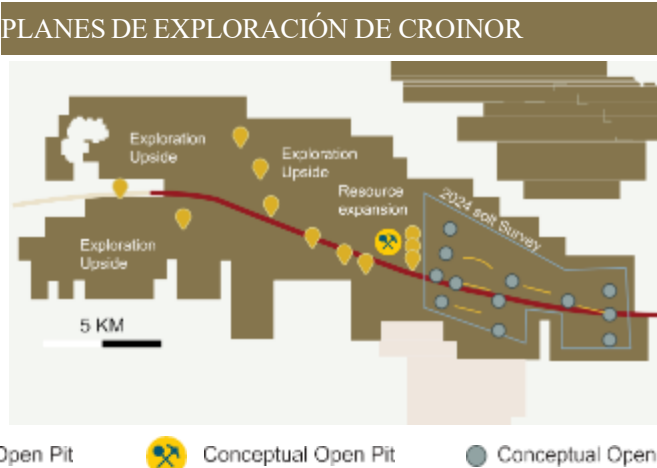 PLANES DE EXPLORACIÓN DE CROINOR
Exploration
Upside
Exploration
Upside
Resource
expansion
2024 soil Survey
Exploration
Upside
5 KM
Open Pit
Conceptual Open Pit
Conceptual Open